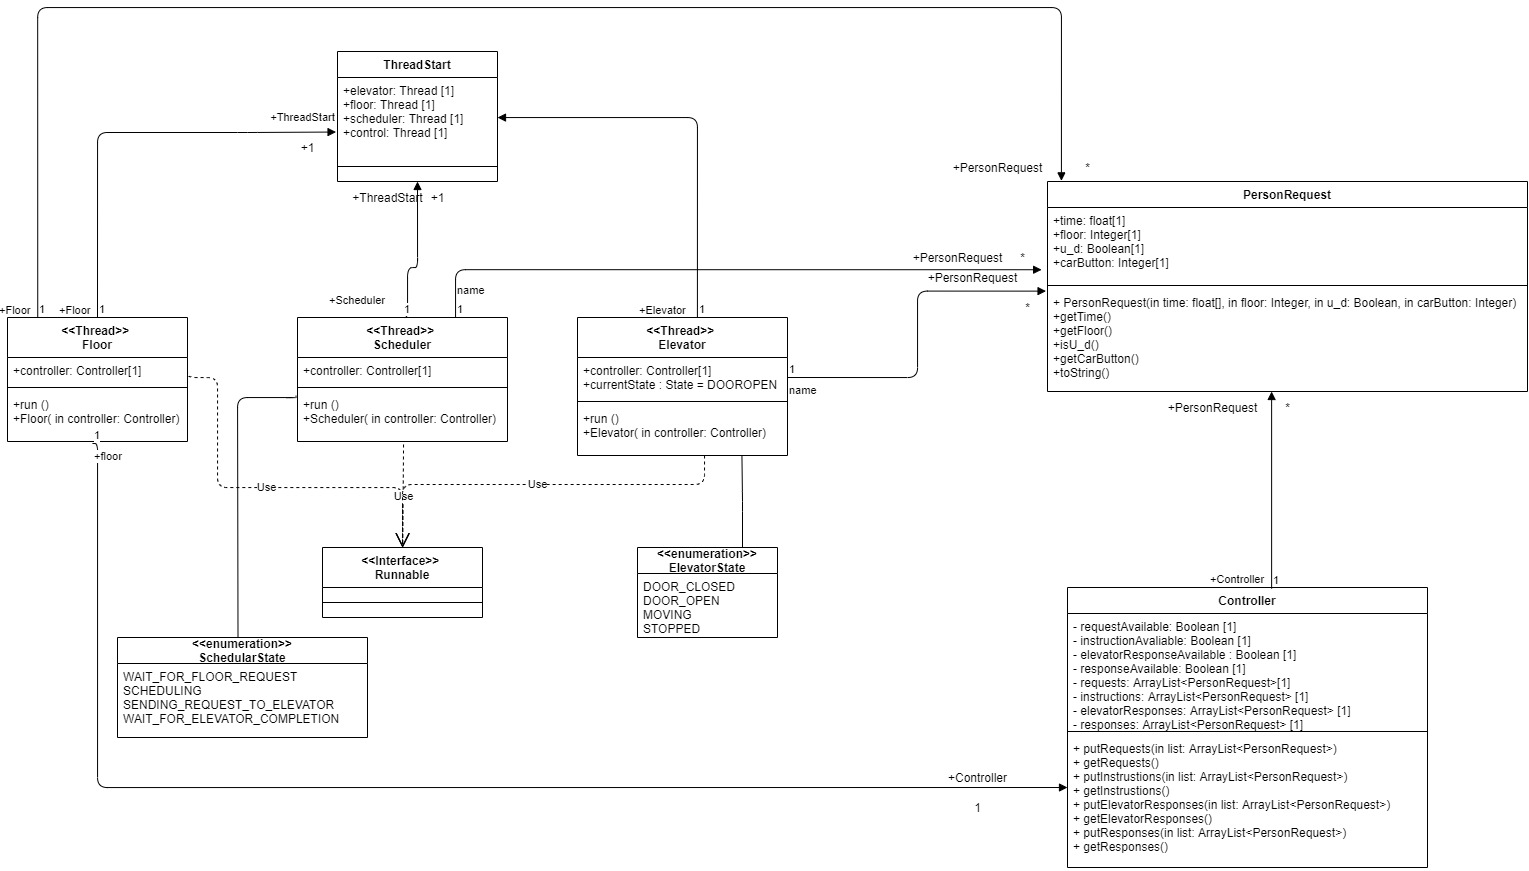 ThreadStart
+elevator: Thread [1]
+floor: Thread [1]
+scheduler: Thread [1]
+control: Thread [1]
+ThreadStart
+1
+ThreadStart +1
+PersonRequest *
PersonRequest
+time: float[1]
+floor: Integer[1]
+u_d: Boolean[1]
+carButton: Integer[1]
+ PersonRequest(in time: float[], in floor: Integer, in u_d: Boolean, in carButton: Integer)
+getTime()
+getFloor()
+isU_d()
+getCarButton()
+toString()
+PersonRequest *
+PersonRequest
*
+Floor 1
+Floor 1
+Scheduler 1
name
1
+Elevator 1
<<Thread>>
Floor
+controller: Controller[1]
+run ()
+Floor( in controller: Controller)
1
+floor
<<Thread>>
Scheduler
+controller: Controller[1]
+run ()
+Scheduler( in controller: Controller)
<<Thread>>
Elevator
+controller: Controller[1]
+currentState : State = DOOROPEN
+run ()
+Elevator( in controller: Controller)
1
name
+PersonRequest *
Use
Use
Use
<<Interface>>
Runnable
<<enumeration>>
ElevatorState
DOOR_CLOSED
DOOR_OPEN
MOVING
STOPPED
<<enumeration>>
SchedularState
WAIT_FOR_FLOOR_REQUEST
SCHEDULING
SENDING_REQUEST_TO_ELEVATOR
WAIT_FOR_ELEVATOR_COMPLETION
+Controller 1
Controller
- requestAvailable: Boolean [1]
- instructionAvaliable: Boolean [1]
- elevatorResponseAvailable : Boolean [1]
- responseAvailable: Boolean [1]
- requests: ArrayList<PersonRequest>[1]
- instructions: ArrayList<PersonRequest> [1]
- elevatorResponses: ArrayList<PersonRequest> [1]
- responses: ArrayList<PersonRequest> [1]
+ putRequests(in list: ArrayList<PersonRequest>)
+ getRequests()
+ putInstrustions(in list: ArrayList<PersonRequest>)
+ getInstrustions()
+ putElevatorResponses(in list: ArrayList<PersonRequest>)
+ getElevatorResponses()
+ putResponses(in list: ArrayList<PersonRequest>)
+ getResponses()
+Controller
1